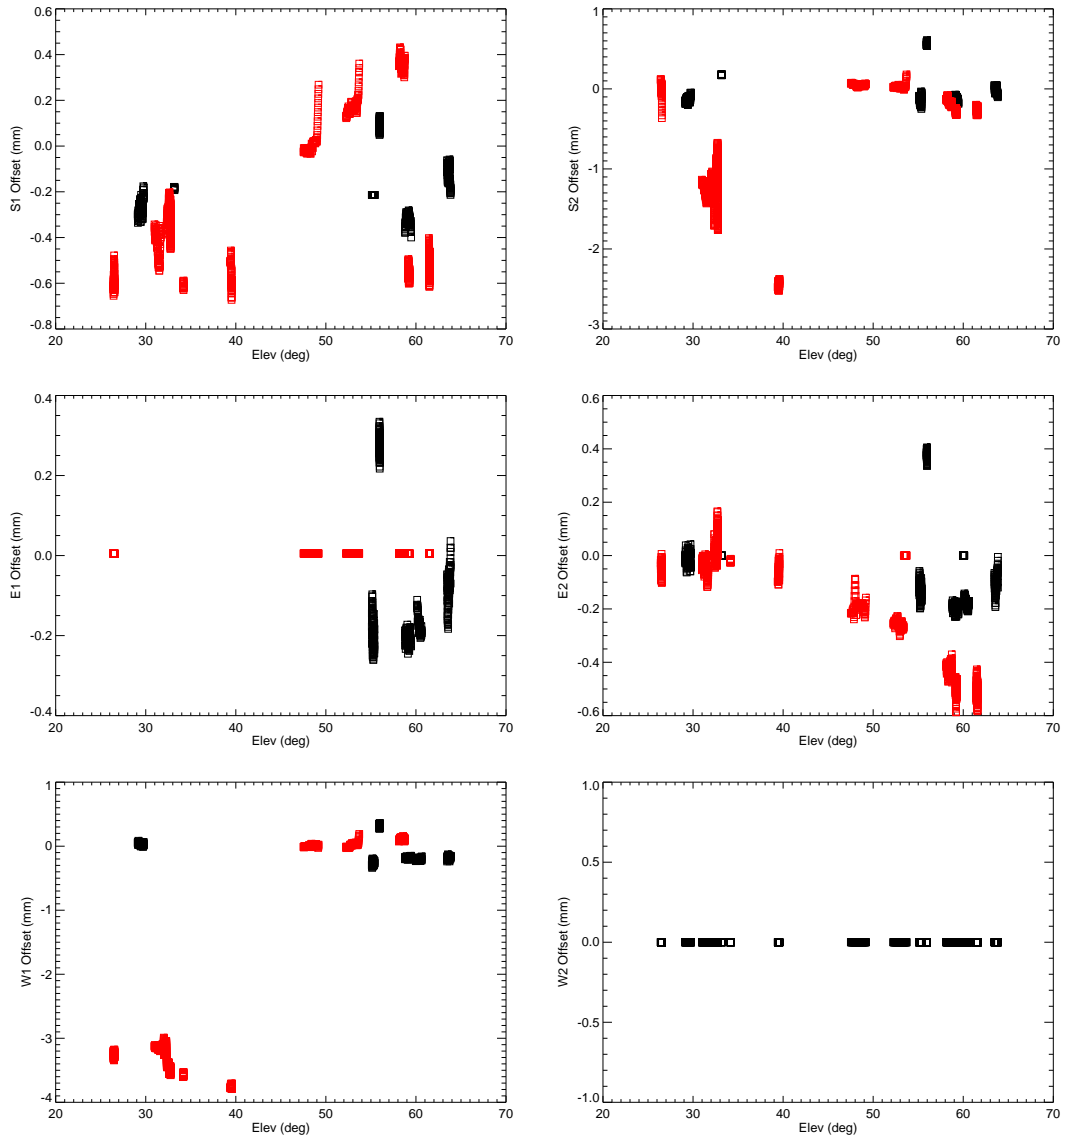 0.6
0.4
0.2
0.0
-0.2
-0.4
-0.6
-0.8
S1 Offset (mm)
20 30 40 50 60 70
Elev (deg)
1
0
-1
-2
-3
S2 Offset (mm)
20 30 40 50 60 70
Elev (deg)
0.4
0.2
0.0
-0.2
-0.4
E1 Offset (mm)
20 30 40 50 60 70
Elev (deg)
0.6
0.4
0.2
0.0
-0.2
-0.4
-0.6
E2 Offset (mm)
20 30 40 50 60 70
Elev (deg)
1
0
-1
-2
-3
-4
W1 Offset (mm)
20 30 40 50 60 70
Elev (deg)
1.0
0.5
0.0
-0.5
-1.0
W2 Offset (mm)
20 30 40 50 60 70
Elev (deg)